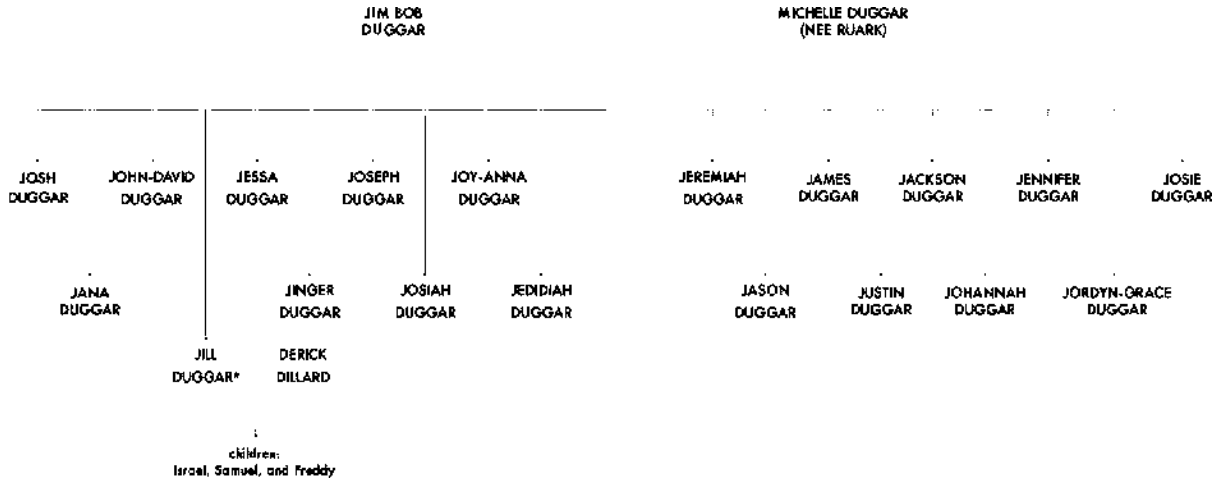 JIM BOB
DUGGAR
MICHELLE DUGGAR
(NEE RUARK)
JOSH
DUGGAR
JOHN-DAVID
DUGGAR
JESSA
DUGGAR
JOSEPH
DUGGAR
JOY-ANNA
DUGGAR
JEREMIAH
DUGGAR
JAMES
DUGGAR
JACKSON
DUGGAR
JENNIFER
DUGGAR
JOSIE
DUGGAR
JANA
DUGGAR
JINGER
DUGGAR
JOSIAH
DUGGAR
JEDIDIAH
DUGGAR
JASON
DUGGAR
JUSTIN
DUGGAR
JOHANNAH
DUGGAR
JORDYN-GRACE
DUGGAR
JILL
DUGGAR*
DERICK
DILLARD
children:
Israel, Samuel, and Freddy